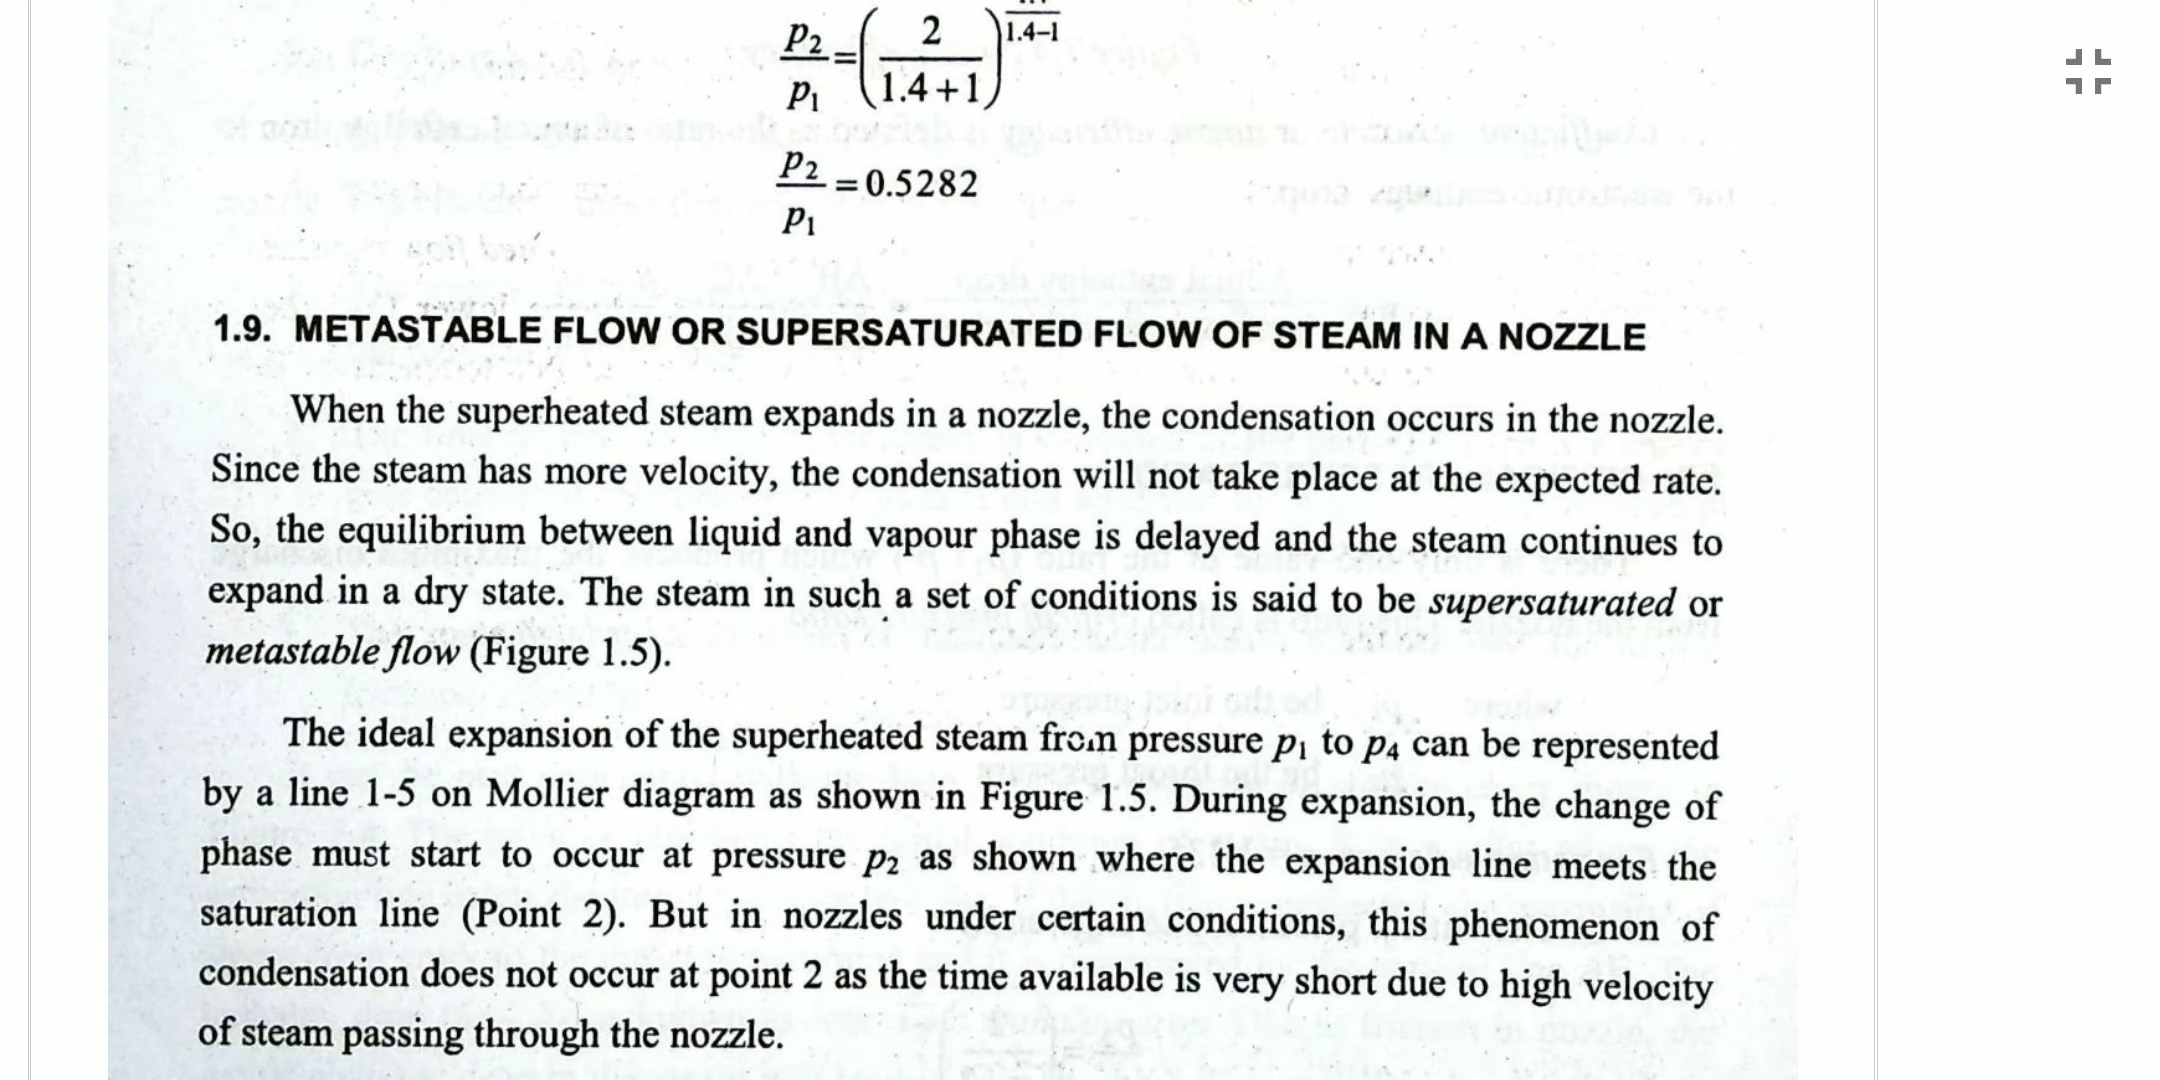 p2/p1 = (2/(1.4+1))^(/1.4–1)
p2/p1 = 0.5282
1.9. METASTABLE FLOW OR SUPERSATURATED FLOW OF STEAM IN A NOZZLE
When the superheated steam expands in a nozzle, the condensation occurs in the nozzle.
Since the steam has more velocity, the condensation will not take place at the expected rate.
So, the equilibrium between liquid and vapour phase is delayed and the steam continues to
expand in a dry state. The steam in such a set of conditions is said to be supersaturated or
metastable flow (Figure 1.5).
The ideal expansion of the superheated steam from pressure p1 to p4 can be represented
by a line 1-5 on Mollier diagram as shown in Figure 1.5. During expansion, the change of
phase must start to occur at pressure p2 as shown where the expansion line meets the
saturation line (Point 2). But in nozzles under certain conditions, this phenomenon of
condensation does not occur at point 2 as the time available is very short due to high velocity
of steam passing through the nozzle.